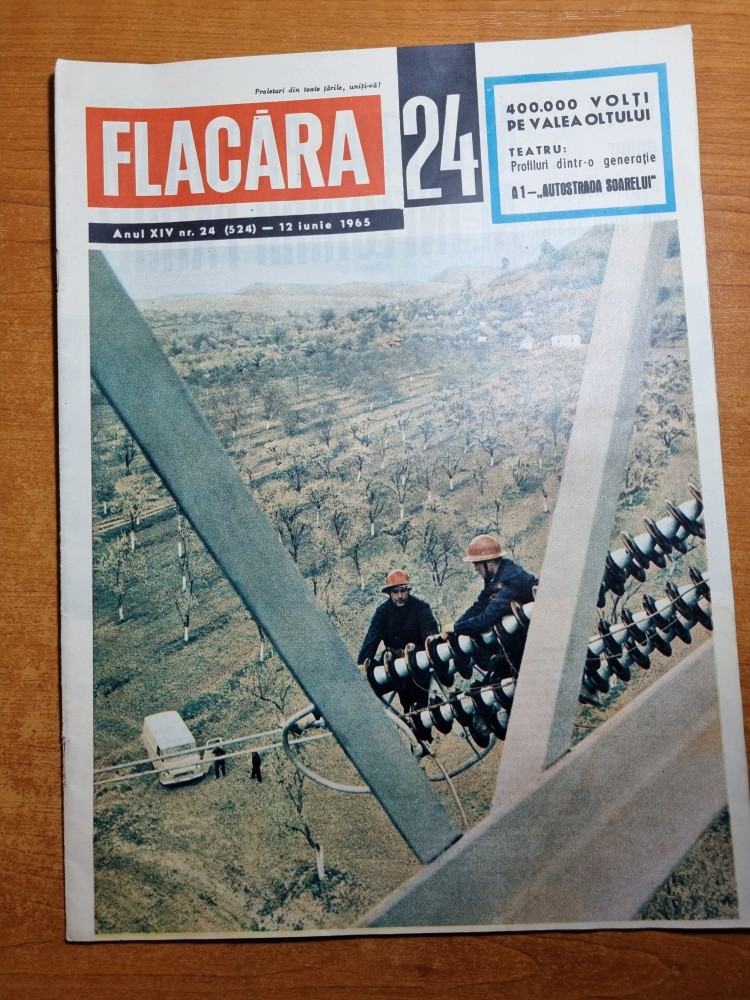 Proletari din toate țările, uniți-vă!
FLACĂRA
24
Anul XIV nr. 24 (524) — 12 iunie 1965
400.000 VOLȚI
PE VALEA OLTULUI
TEATRU:
Profiluri dintr-o generație
A1 — „AUTOSTRADA SOARELUI"